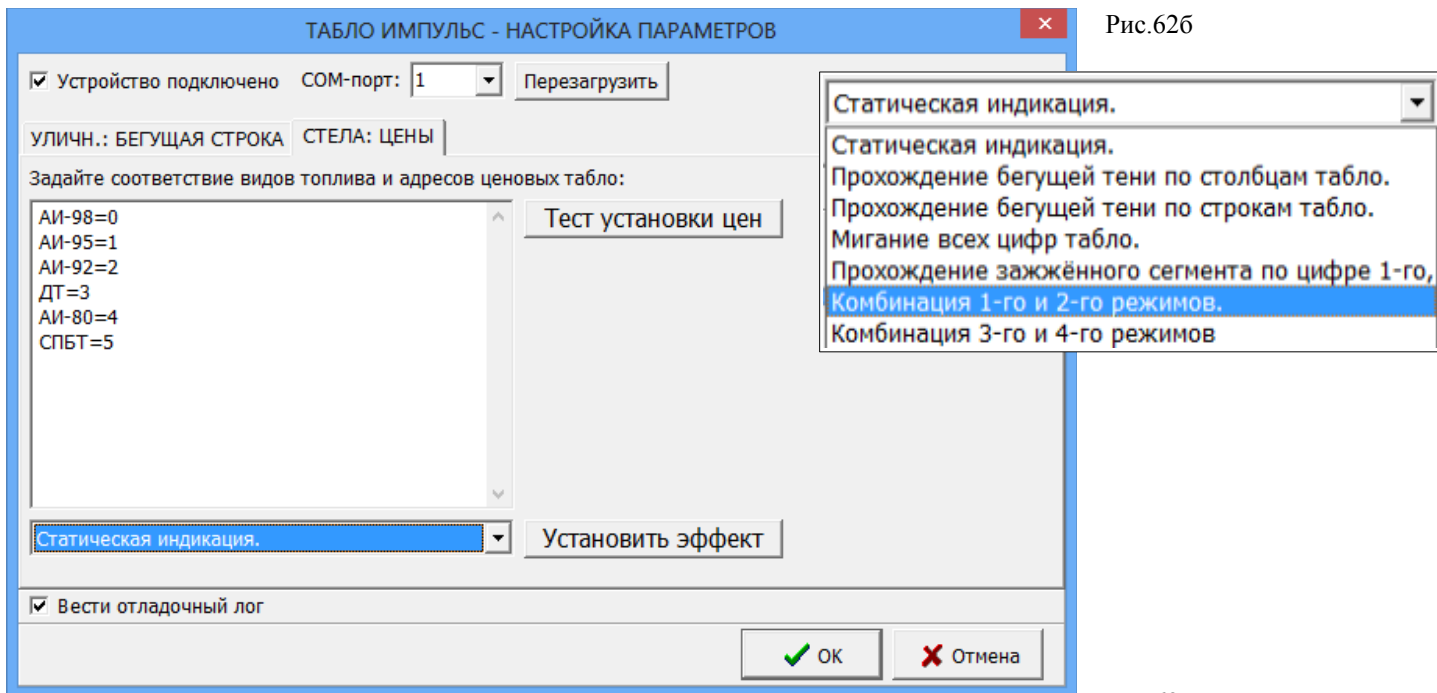 ТАБЛО ИМПУЛЬС - НАСТРОЙКА ПАРАМЕТРОВ
Рис.62б
Устройство подключено COM-порт: 1 Перезагрузить
УЛИЧН.: БЕГУЩАЯ СТРОКА СТЕЛА: ЦЕНЫ
Задайте соответствие видов топлива и адресов ценовых табло:
АИ-98=0
АИ-95=1
АИ-92=2
ДТ=3
АИ-80=4
СПБТ=5
Тест установки цен
Статическая индикация.
Установить эффект
Вести отладочный лог
ОК
Отмена
Статическая индикация.
Статическая индикация.
Прохождение бегущей тени по столбцам табло.
Прохождение бегущей тени по строкам табло.
Мигание всех цифр табло.
Прохождение зажжённого сегмента по цифре 1-го,
Комбинация 1-го и 2-го режимов.
Комбинация 3-го и 4-го режимов